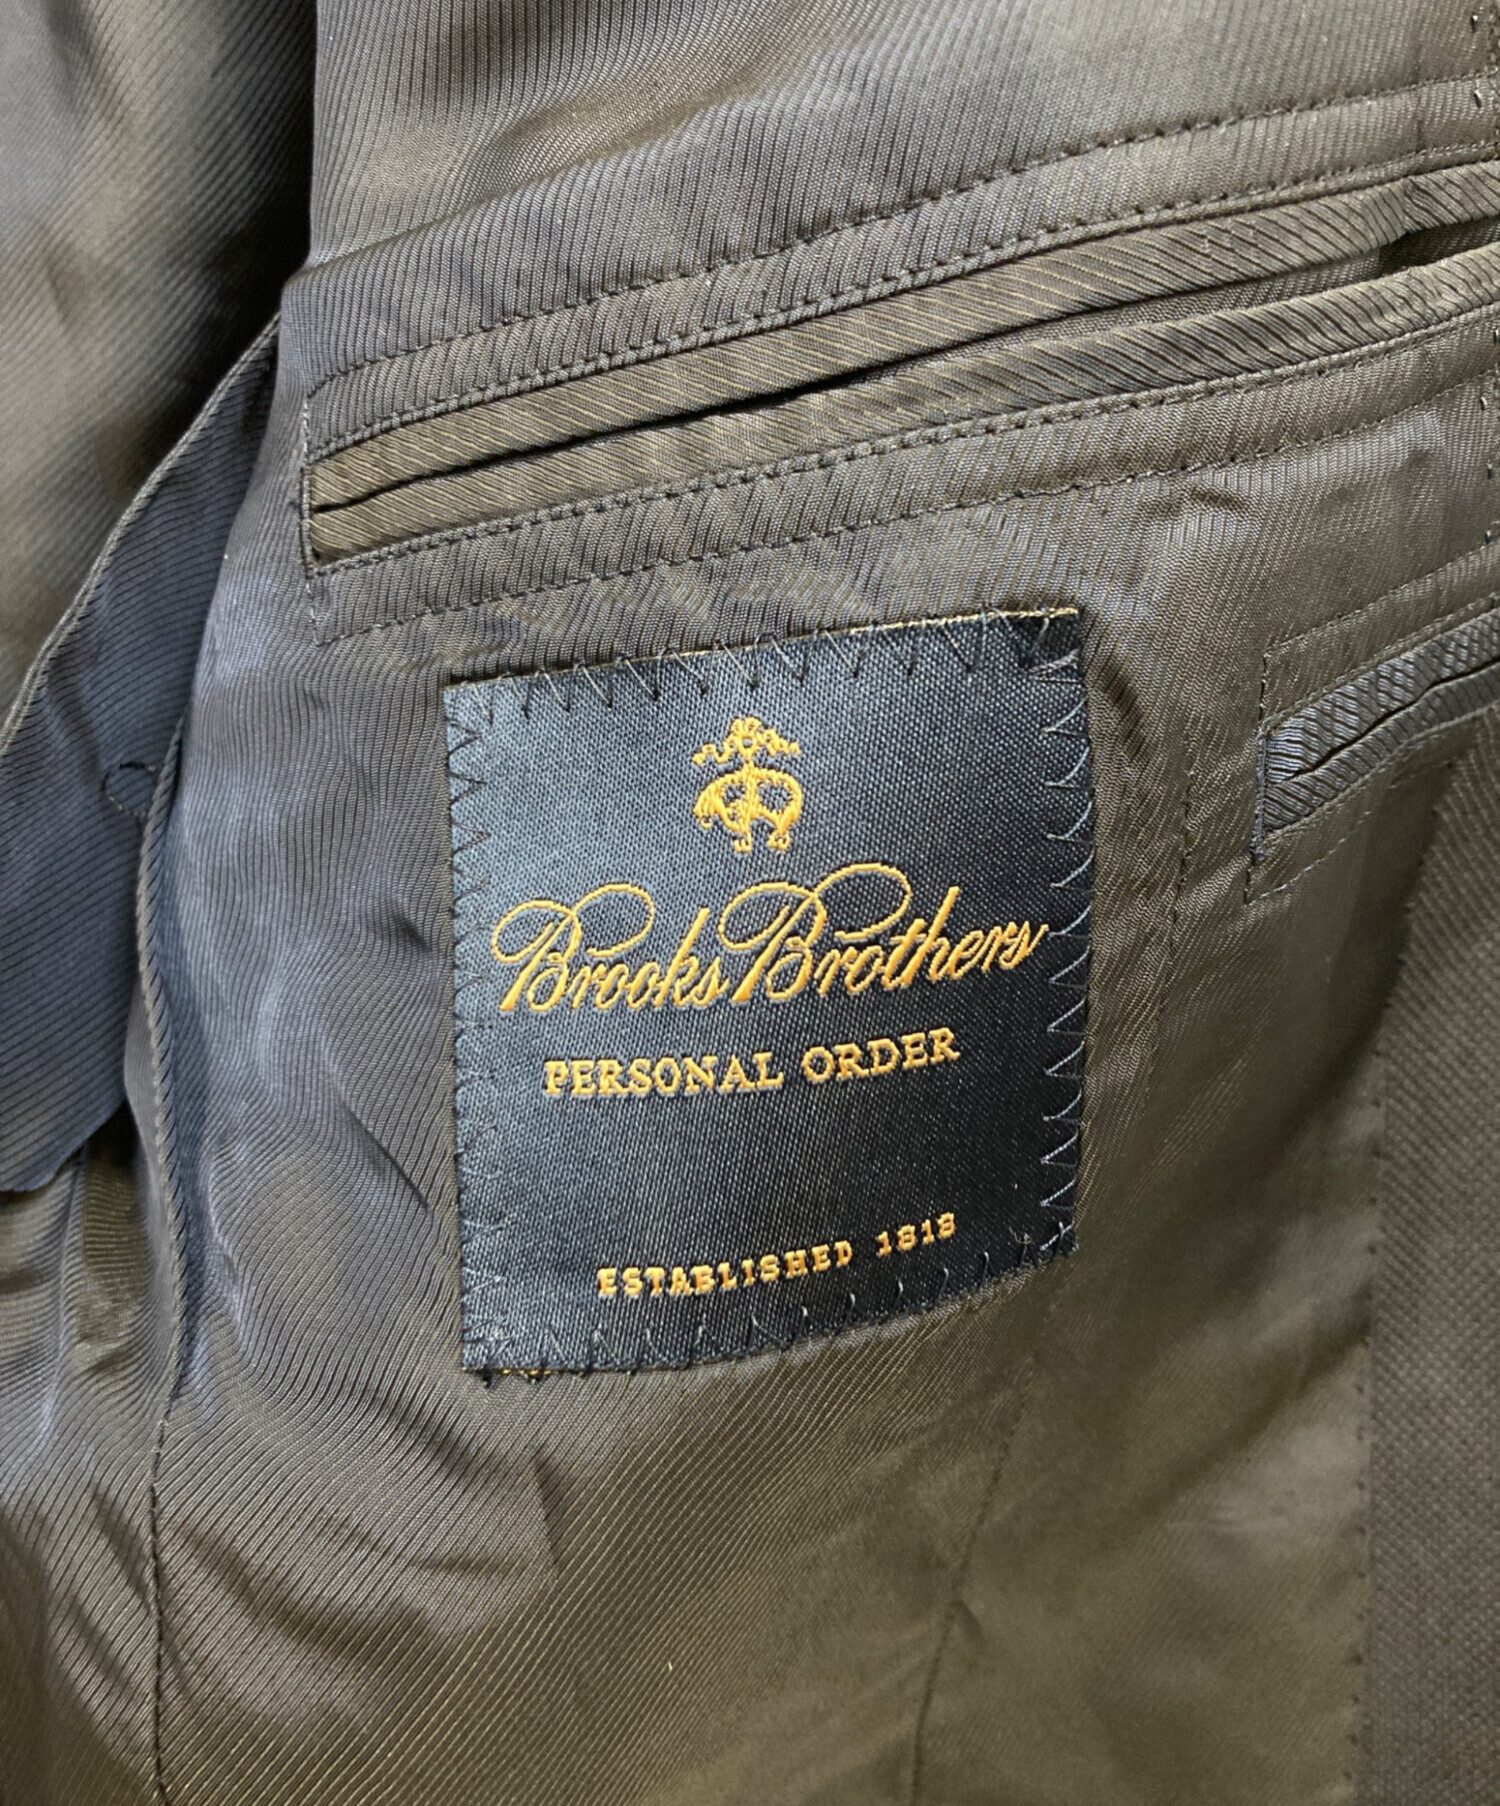 Brooks Brothers
PERSONAL ORDER
ESTABLISHED 1818